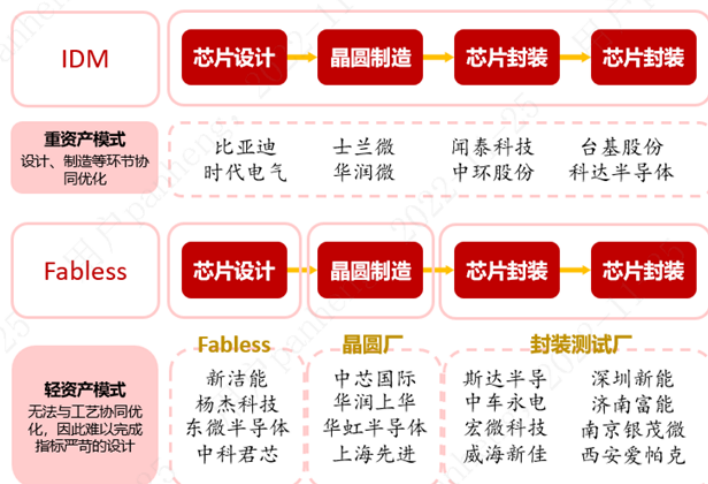 IDM
芯片设计
晶圆制造
芯片封装
芯片封装
重资产模式
设计、制造等环节协
同优化
比亚迪 士兰微 闻泰科技 台基股份
时代电气 华润微 中环股份 科达半导体
Fabless
芯片设计
晶圆制造
芯片封装
芯片封装
轻资产模式
无法与工艺协同优
化，因此难以完成
指标严苛的设计
Fabless
新洁能
杨杰科技
东微半导体
中科君芯
晶圆厂
中芯国际
华润上华
华虹半导体
上海先进
封装测试厂
斯达半导 深圳新能
中车永电 济南富能
宏微科技 南京银茂微
威海新佳 西安爱帕克